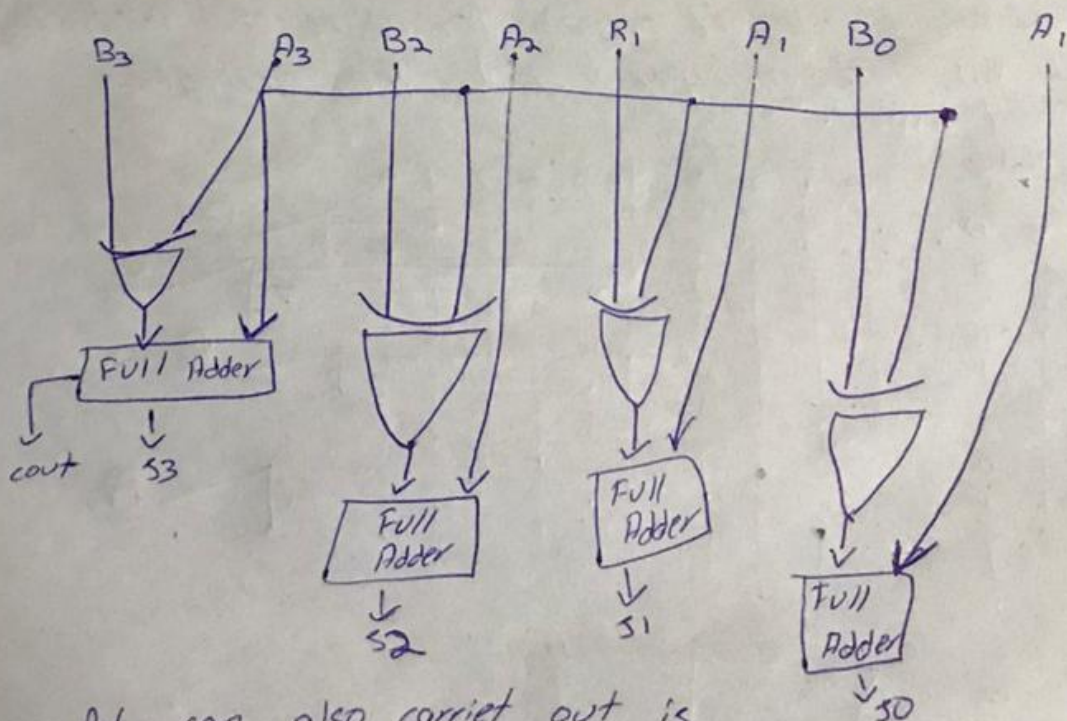 B3 A3 B2 A2 R1 A1 B0 A1
Full Adder
cout S3
Full
Adder
S2
Full
Adder
S1
Full
Adder
S0
also carriet out is